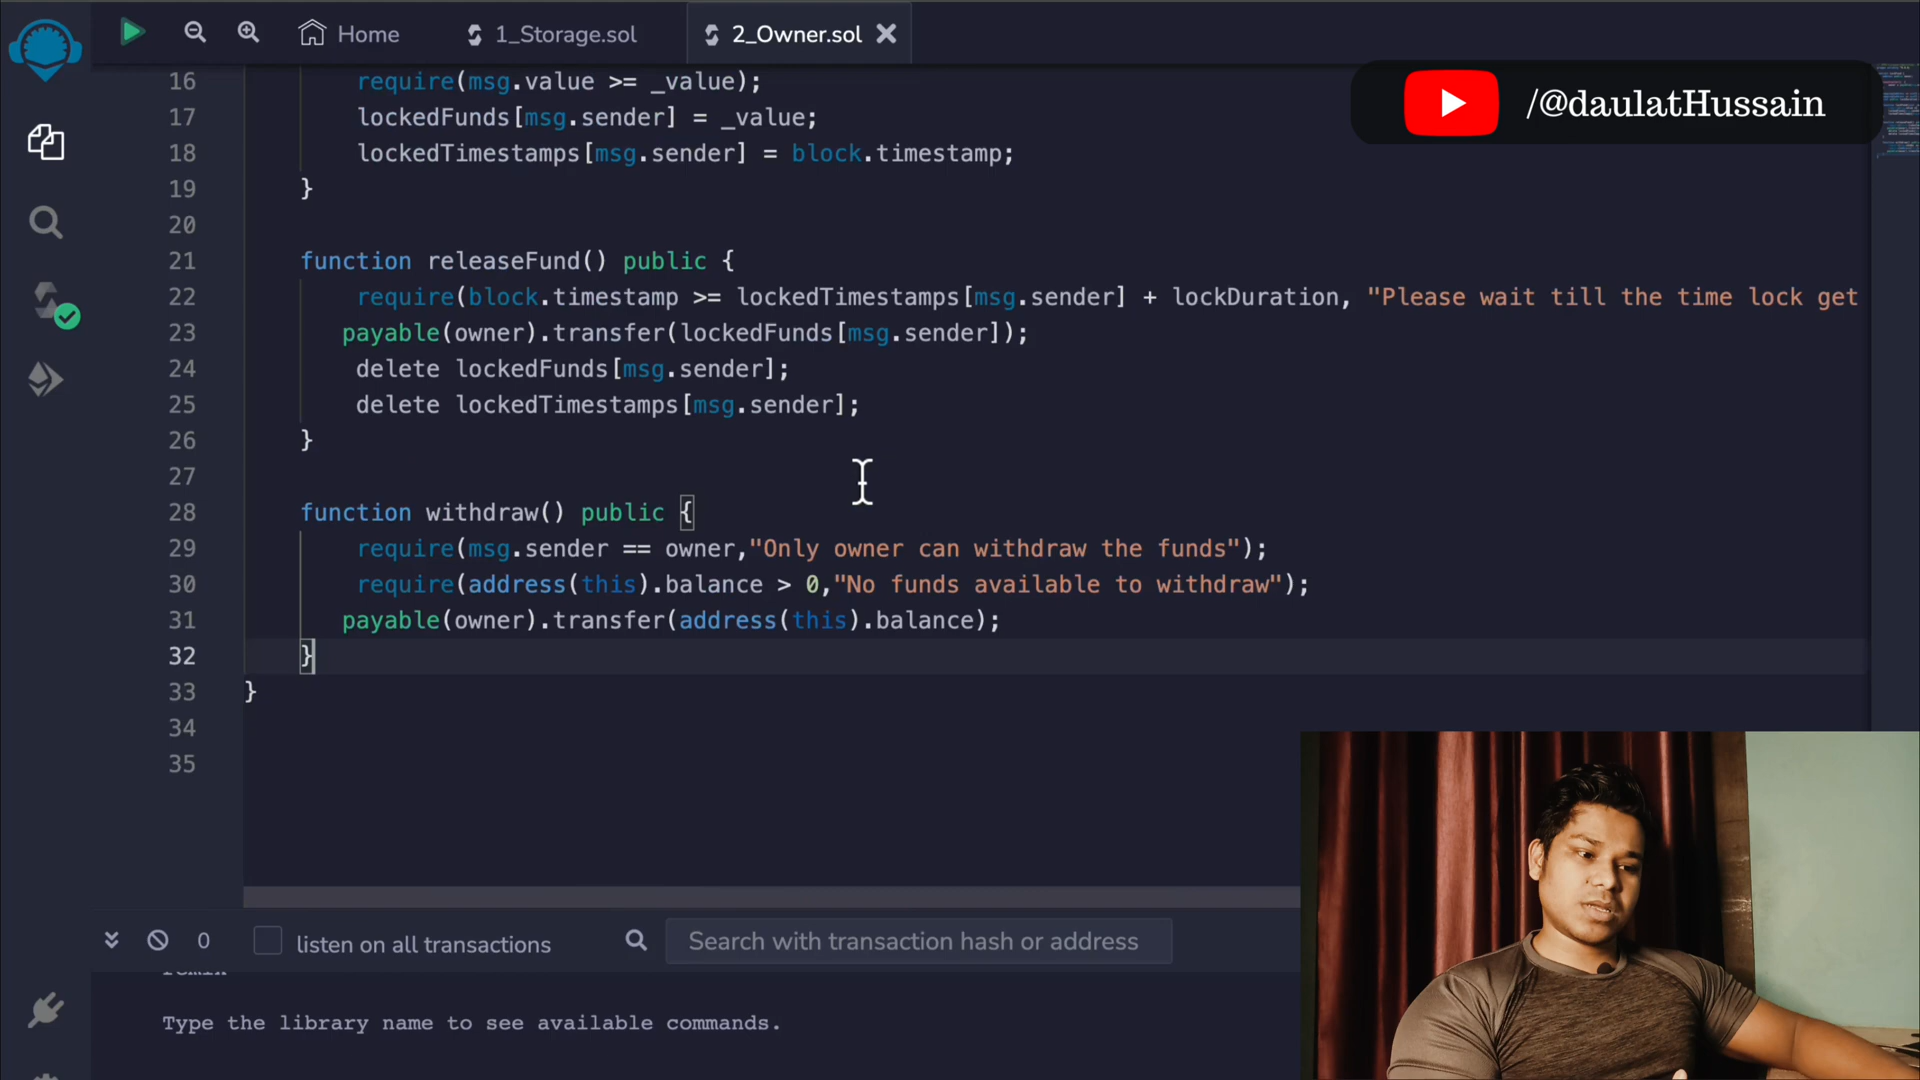 Home
1_Storage.sol
2_Owner.sol
/@daulatHussain
16 require(msg.value >= _value);
17 lockedFunds[msg.sender] = _value;
18 lockedTimestamps[msg.sender] = block.timestamp;
19 }
20
21 function releaseFund() public {
22 require(block.timestamp >= lockedTimestamps[msg.sender] + lockDuration, "Please wait till the time lock get
23 payable(owner).transfer(lockedFunds[msg.sender]);
24 delete lockedFunds[msg.sender];
25 delete lockedTimestamps[msg.sender];
26 }
27
28 function withdraw() public {
29 require(msg.sender == owner,"Only owner can withdraw the funds");
30 require(address(this).balance > 0,"No funds available to withdraw");
31 payable(owner).transfer(address(this).balance);
32 }
33 }
34
35
0
listen on all transactions
Search with transaction hash or address
remix
Type the library name to see available commands.